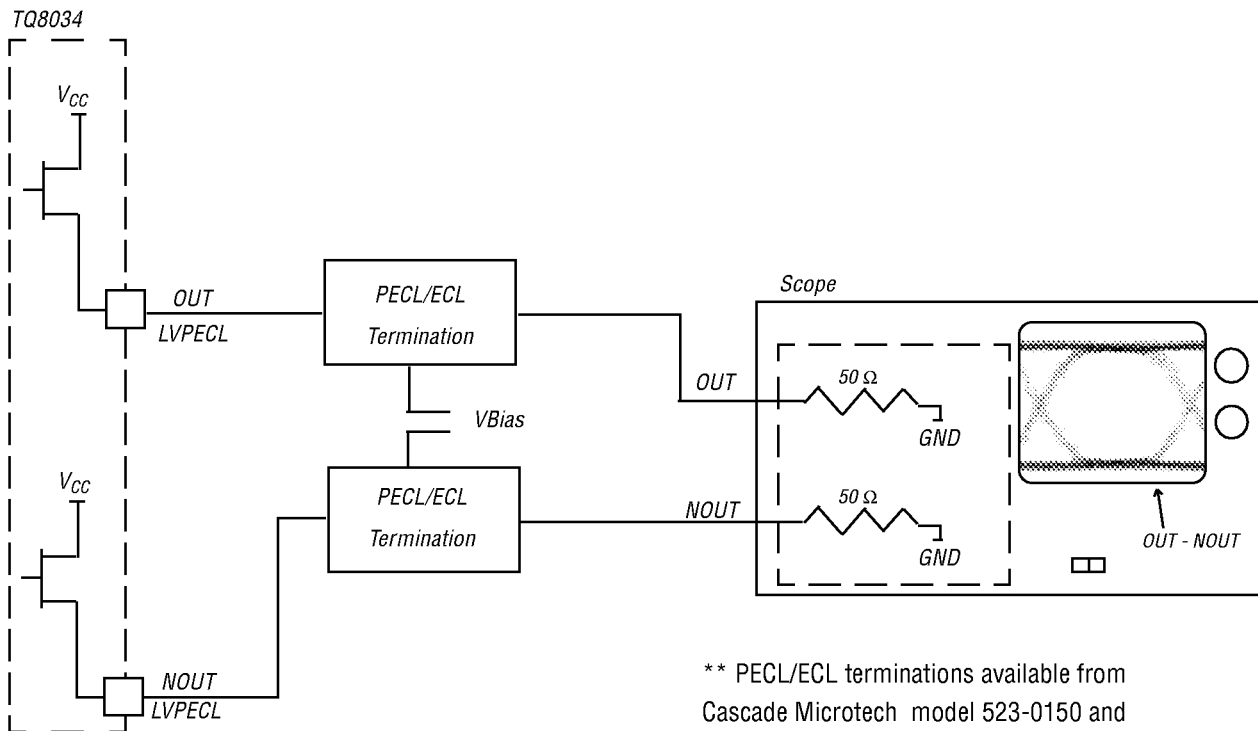 TQ8034
VCC
OUT
LVPECL
PECL/ECL
Termination
VBias
PECL/ECL
Termination
VCC
NOUT
LVPECL
Scope
OUT
50 Ω
GND
NOUT
50 Ω
GND
OUT - NOUT
** PECL/ECL terminations available from
Cascade Microtech model 523-0150 and